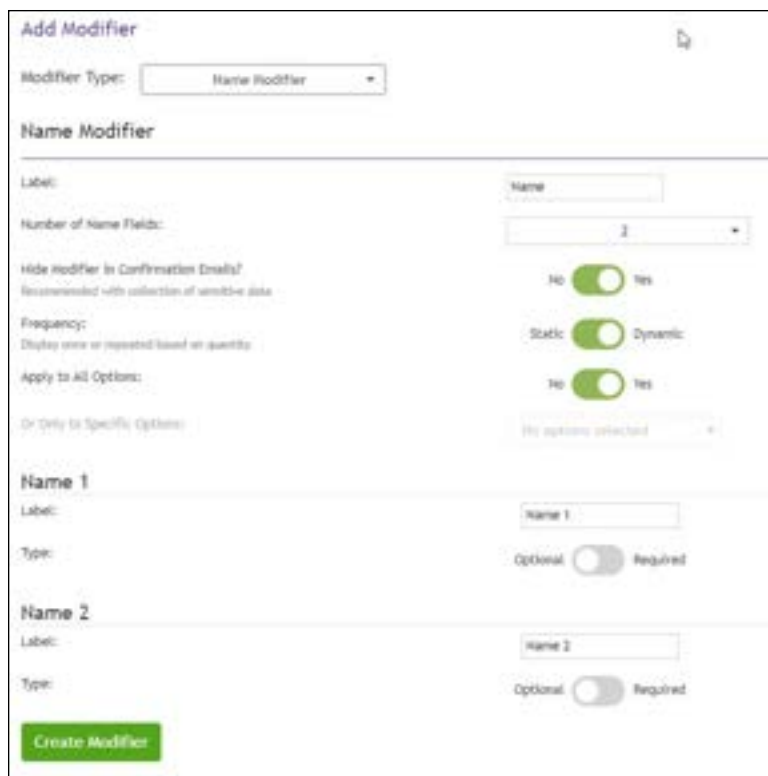 Add Modifier
Modifier Type: Name Modifier
Name Modifier
Label: Name
Number of Name Fields: 2
Hide Modifier in Confirmation Emails? No Yes
Recommended with collection of sensitive data
Frequency: Static Dynamic
Display once or repeated based on quantity
Apply to All Options: No Yes
Or Only to Specific Options: No options selected
Name 1
Label: Name 1
Type: Optional Required
Name 2
Label: Name 2
Type: Optional Required
Create Modifier